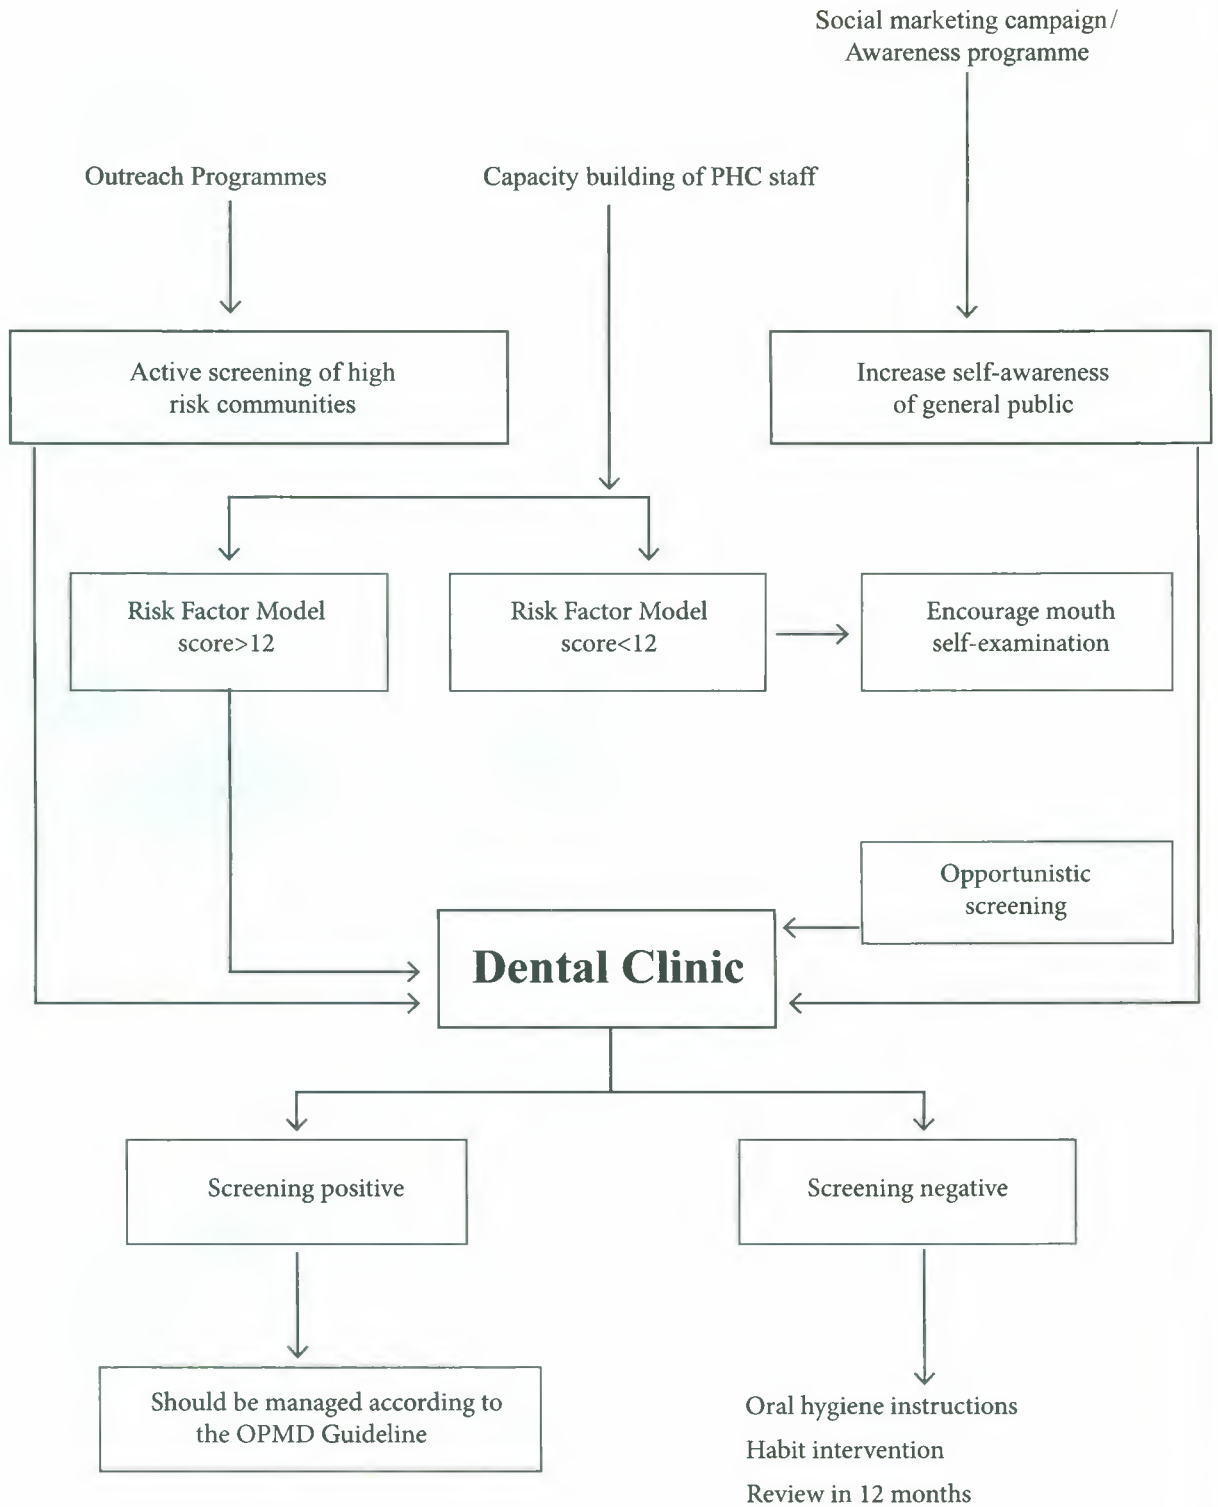 Social marketing campaign/
Awareness programme
Outreach Programmes
Capacity building of PHC staff
Active screening of high
risk communities
Increase self-awareness
of general public
Risk Factor Model
score>12
Risk Factor Model
score<12
Encourage mouth
self-examination
Opportunistic
screening
Dental Clinic
Screening positive
Screening negative
Should be managed according to
the OPMD Guideline
Oral hygiene instructions
Habit intervention
Review in 12 months